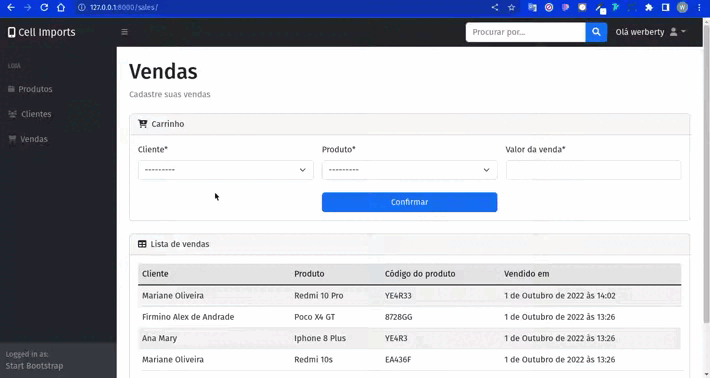 127.0.0.1:8000/sales/
W
Cell Imports
Procurar por...
Olá werberty
LOJA
Produtos
Clientes
Vendas
Vendas
Cadastre suas vendas
Carrinho
Cliente* Produto* Valor da venda*
--------- ---------
Confirmar
Lista de vendas
Cliente Produto Código do produto Vendido em
Mariane Oliveira Redmi 10 Pro YE4R33 1 de Outubro de 2022 às 14:02
Firmino Alex de Andrade Poco X4 GT 8728GG 1 de Outubro de 2022 às 13:26
Ana Mary Iphone 8 Plus YE4R3 1 de Outubro de 2022 às 13:26
Mariane Oliveira Redmi 10s EA436F 1 de Outubro de 2022 às 13:26
Logged in as:
Start Bootstrap